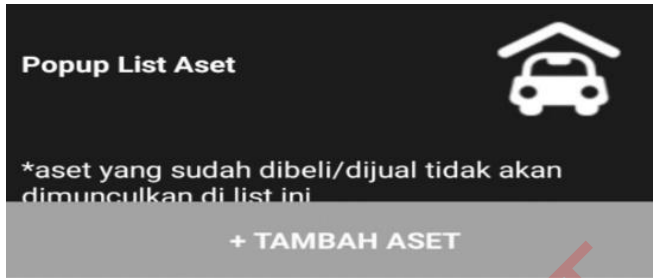 Popup List Aset
*aset yang sudah dibeli/dijual tidak akan
dimunculkan di list ini
+ TAMBAH ASET